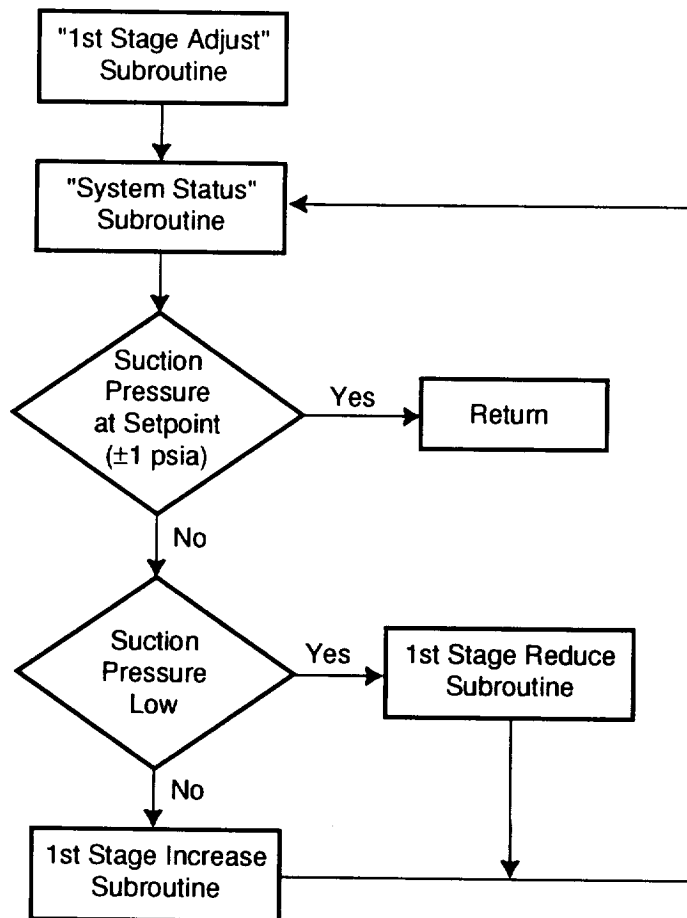 "1st Stage Adjust"
Subroutine
"System Status"
Subroutine
Suction
Pressure
at Setpoint
(±1 psia)
Yes
Return
No
Suction
Pressure
Low
Yes
1st Stage Reduce
Subroutine
No
1st Stage Increase
Subroutine